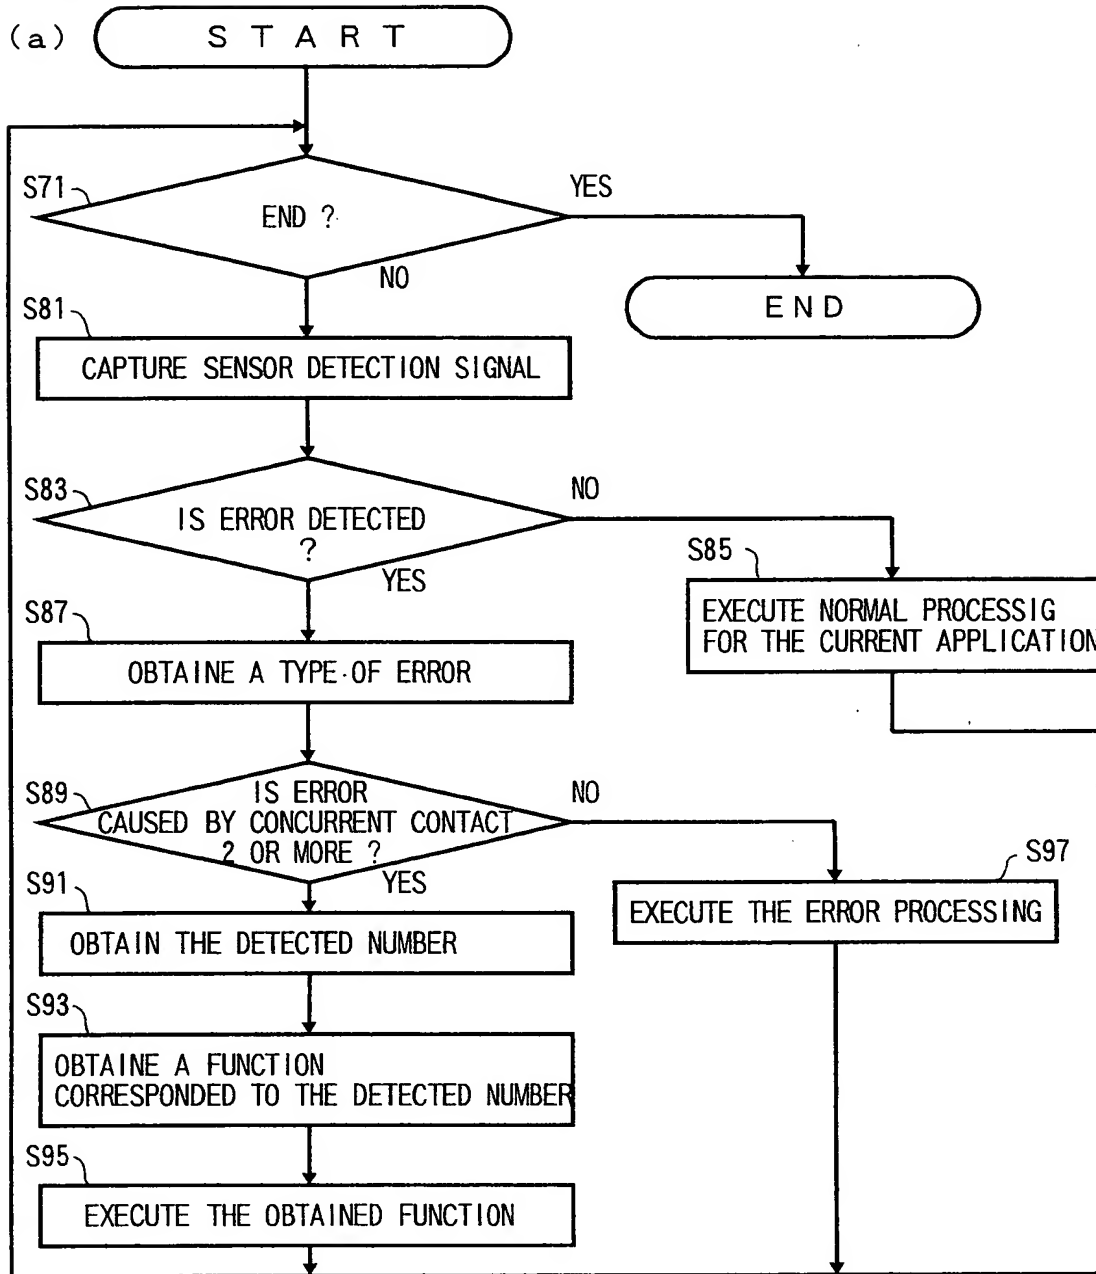 (a)
START
S71
END ?
YES
NO
END
S81
CAPTURE SENSOR DETECTION SIGNAL
S83
IS ERROR DETECTED
?
NO
YES
S85
EXECUTE NORMAL PROCESSIG
FOR THE CURRENT APPLICATION
S87
OBTAINE A TYPE OF ERROR
S89
IS ERROR
CAUSED BY CONCURRENT CONTACT
2 OR MORE ?
NO
YES
S97
EXECUTE THE ERROR PROCESSING
S91
OBTAIN THE DETECTED NUMBER
S93
OBTAINE A FUNCTION
CORRESPONDED TO THE DETECTED NUMBER
S95
EXECUTE THE OBTAINED FUNCTION